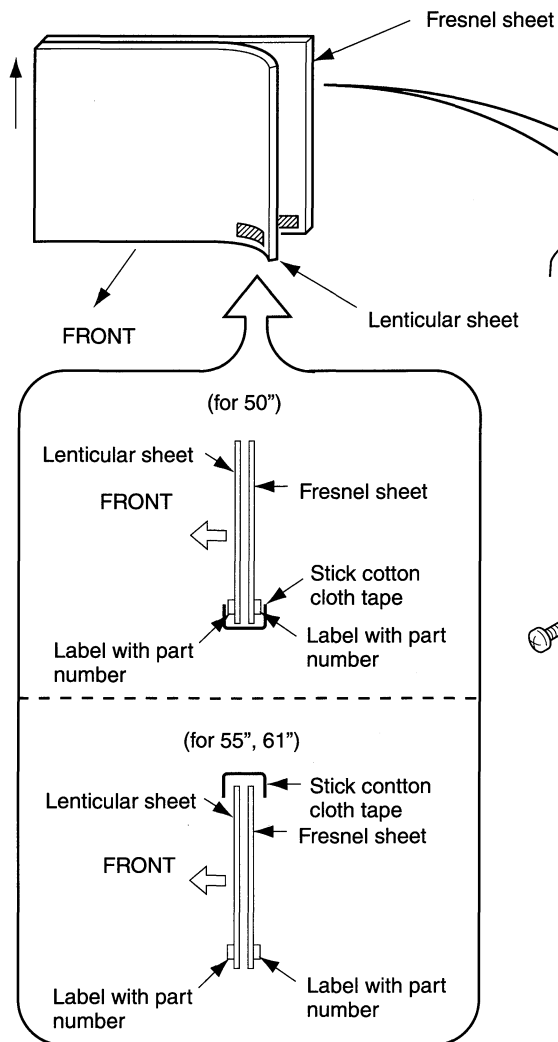 Fresnel sheet
Lenticular sheet
FRONT
(for 50”)
Lenticular sheet
Fresnel sheet
FRONT
Stick cotton
cloth tape
Label with part
number
Label with part
number
(for 55”, 61”)
Stick contton
cloth tape
Lenticular sheet
Fresnel sheet
FRONT
Label with part
number
Label with part
number